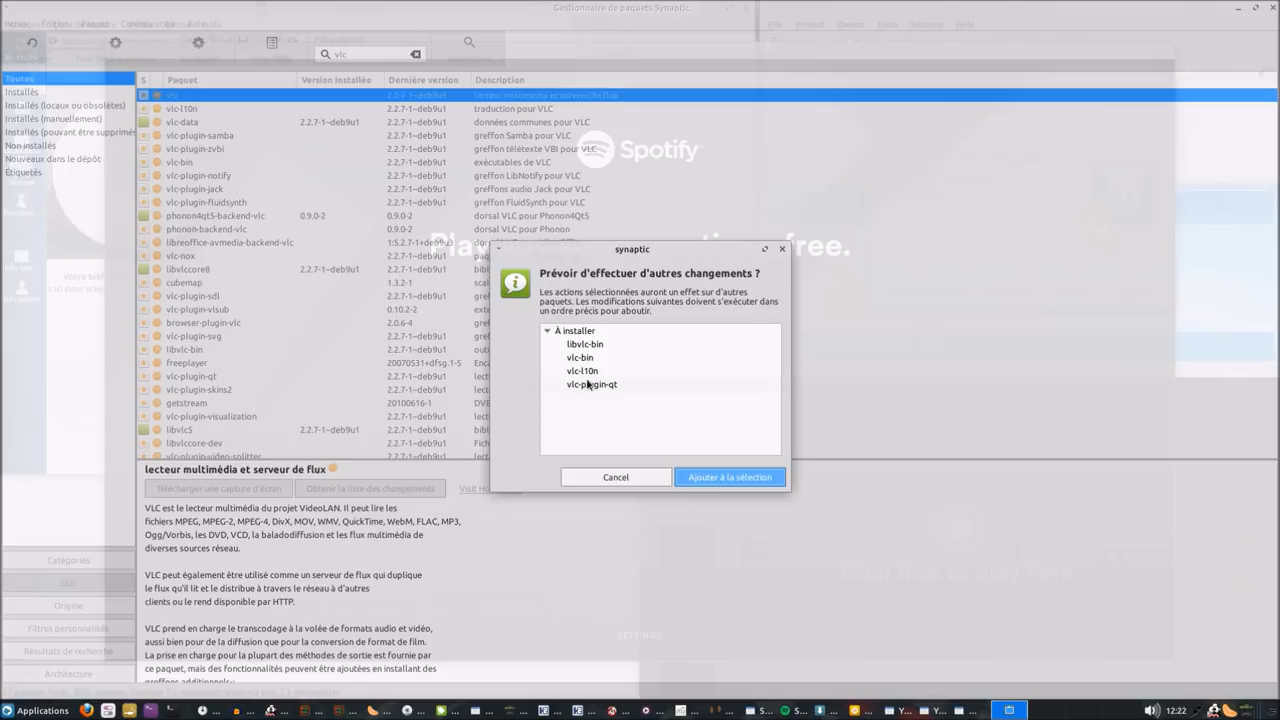 Gestionnaire de paquets Synaptic
vlc
S Paquet Version installée Dernière version Description
Toutes
Installés
Installés (locaux ou obsolètes)
Installés (manuellement)
Installés (pouvant être supprimés
Non installés
Nouveaux dans le dépôt
Étiquetés
vlc
vlc-l10n 2.2.7-1~deb9u1 traduction pour VLC
vlc-data 2.2.7-1~deb9u1 2.2.7-1~deb9u1 données communes pour VLC
vlc-plugin-samba 2.2.7-1~deb9u1 greffon Samba pour VLC
vlc-plugin-zvbi 2.2.7-1~deb9u1 greffon télétexte VBI pour VLC
vlc-bin 2.2.7-1~deb9u1 exécutables de VLC
vlc-plugin-notify 2.2.7-1~deb9u1 greffons LibNotify pour VLC
vlc-plugin-jack 2.2.7-1~deb9u1 greffons audio Jack pour VLC
vlc-plugin-fluidsynth 2.2.7-1~deb9u1 greffon FluidSynth pour VLC
phonon4qt5-backend-vlc 0.9.0-2 0.9.0-2 dorsal VLC pour Phonon4Qt5
phonon-backend-vlc 0.9.0-2 dorsal VLC pour Phonon
libreoffice-avmedia-backend-vlc 1:5.2.7-1+deb9u3
vlc-nox 2.2.7-1~deb9u1
libvlccore8 2.2.7-1~deb9u1 2.2.7-1~deb9u1
cubemap 1.3.2-1
vlc-plugin-sdl 2.2.7-1~deb9u1
vlc-plugin-vlsub 0.10.2-2
browser-plugin-vlc 2.0.6-4
vlc-plugin-svg 2.2.7-1~deb9u1
libvlc-bin 2.2.7-1~deb9u1
freeplayer 20070531+dfsg.1-5
vlc-plugin-qt 2.2.7-1~deb9u1
vlc-plugin-skins2 2.2.7-1~deb9u1
getstream 20100616-1
vlc-plugin-visualization 2.2.7-1~deb9u1
libvlc5 2.2.7-1~deb9u1 2.2.7-1~deb9u1
libvlccore-dev 2.2.7-1~deb9u1
vlc-plugin-video-splitter 2.2.7-1~deb9u1
Spotify
free.
synaptic
Prévoir d'effectuer d'autres changements ?
Les actions sélectionnées auront un effet sur d'autres
paquets. Les modifications suivantes doivent s'exécuter dans
un ordre précis pour aboutir.
À installer
libvlc-bin
vlc-bin
vlc-l10n
vlc-plugin-qt
Cancel
Ajouter à la sélection
lecteur multimédia et serveur de flux
Télécharger une capture d'écran
Obtenir la liste des changements
VLC est le lecteur multimédia du projet VideoLAN. Il peut lire les
fichiers MPEG, MPEG-2, MPEG-4, DivX, MOV, WMV, QuickTime, WebM, FLAC, MP3,
Ogg/Vorbis, les DVD, VCD, la baladodiffusion et les flux multimédia de
diverses sources réseau.
VLC peut également être utilisé comme un serveur de flux qui duplique
le flux qu'il lit et le distribue à travers le réseau à d'autres
clients ou le rend disponible par HTTP.
VLC prend en charge le transcodage à la volée de formats audio et vidéo,
aussi bien pour de la diffusion que pour la conversion de format de film.
La prise en charge pour la plupart des méthodes de sortie est fournie par
ce paquet, mais des fonctionnalités peuvent être ajoutées en installant des
greffons additionnels
Catégories
État
Origine
Filtres personnalisés
Résultats de recherche
Architecture
SETTINGS
Applications
12:22